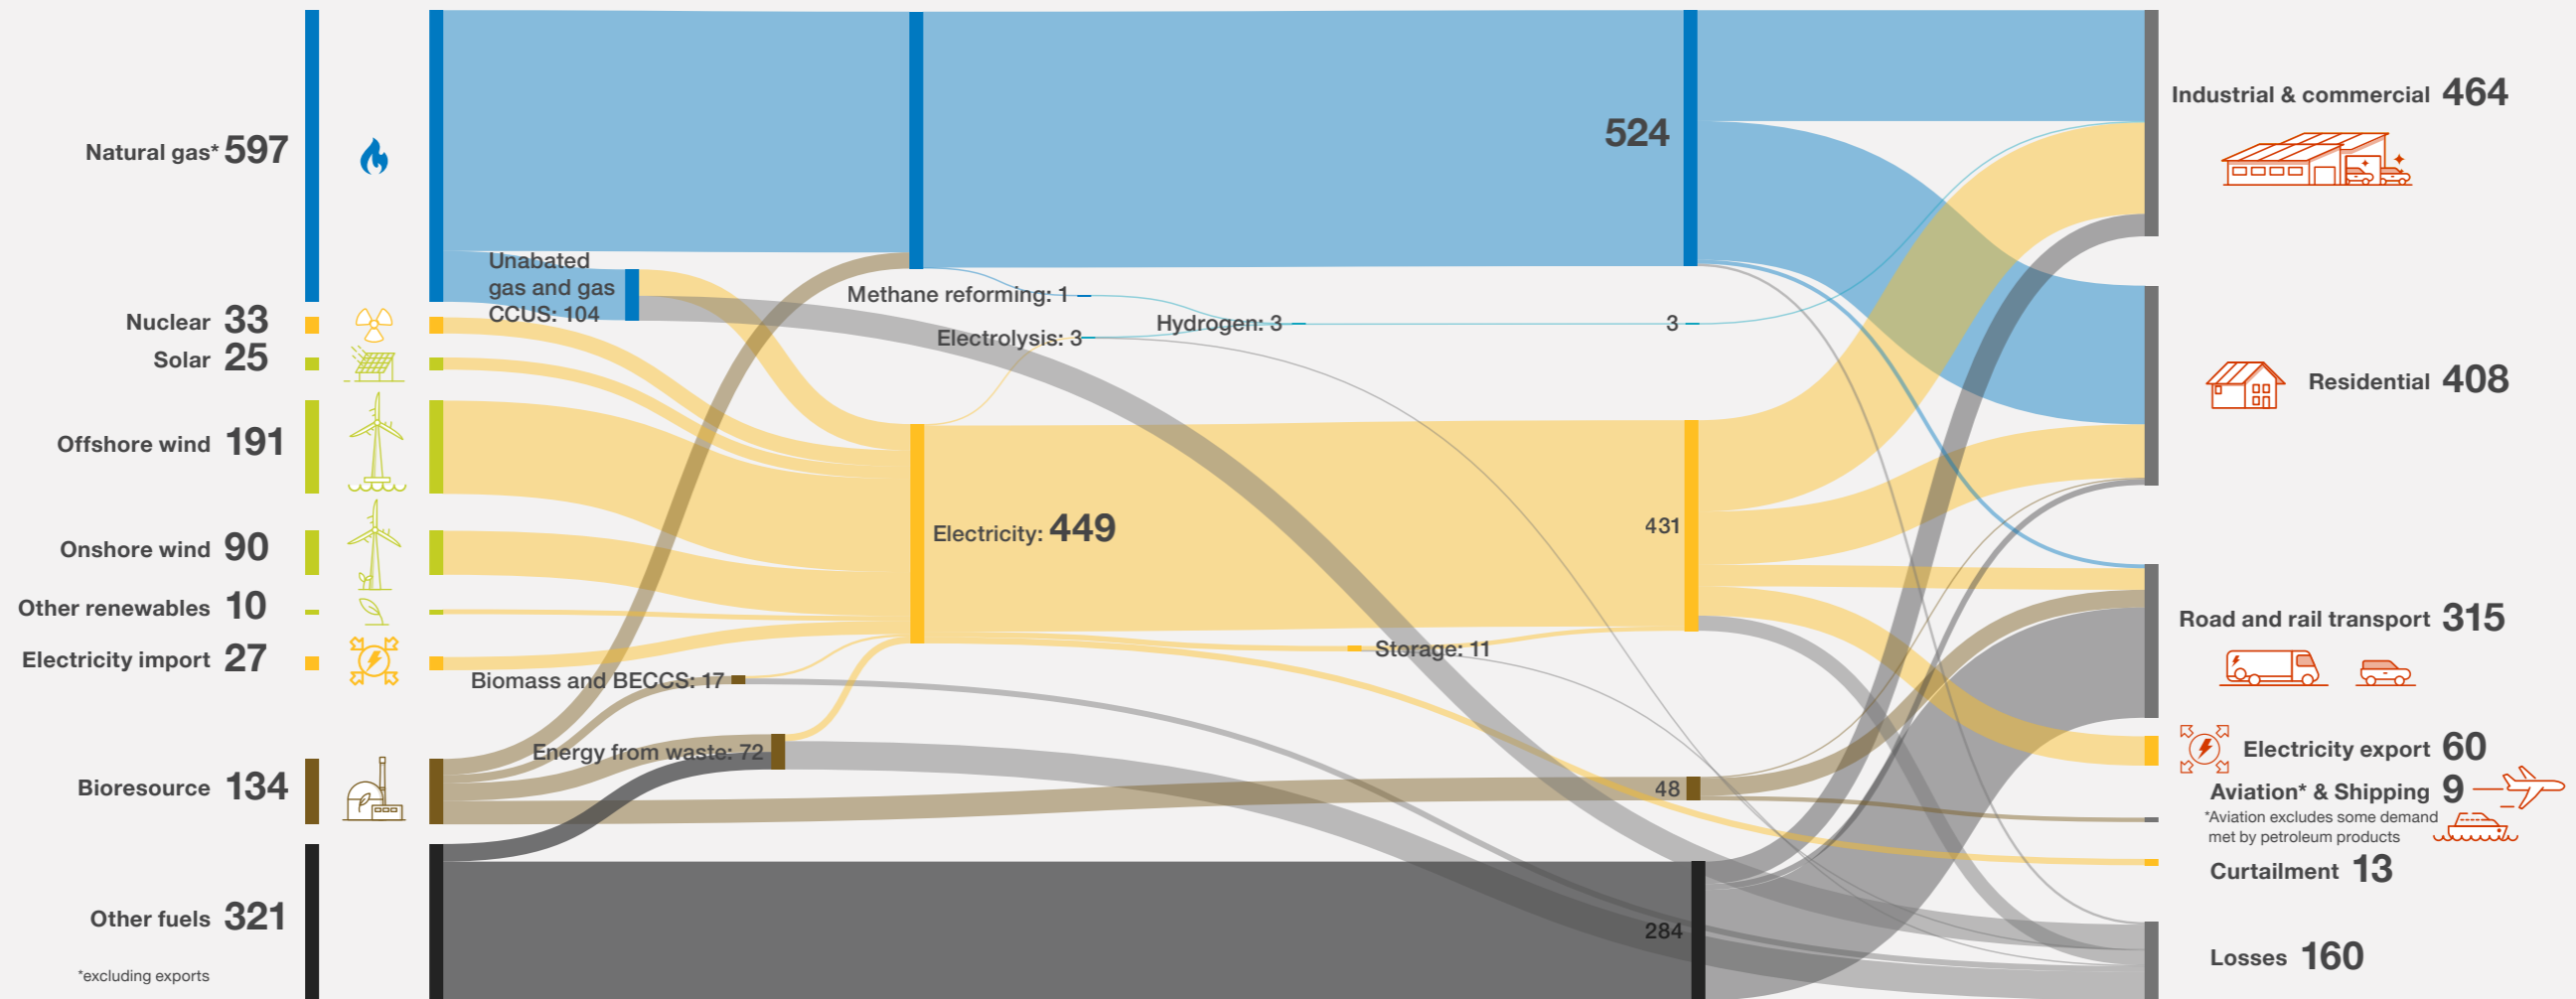 Natural gas* 597
Nuclear 33
Solar 25
Offshore wind 191
Onshore wind 90
Other renewables 10
Electricity import 27
Bioresource 134
Other fuels 321
*excluding exports
Unabated
gas and gas
CCUS: 104
Biomass and BECCS: 17
Energy from waste: 72
Methane reforming: 1
Electrolysis: 3
Hydrogen: 3
Electricity: 449
Storage: 11
524
3
431
48
284
Industrial & commercial 464
Residential 408
Road and rail transport 315
Electricity export 60
Aviation* & Shipping 9
*Aviation excludes some demand
met by petroleum products
Curtailment 13
Losses 160